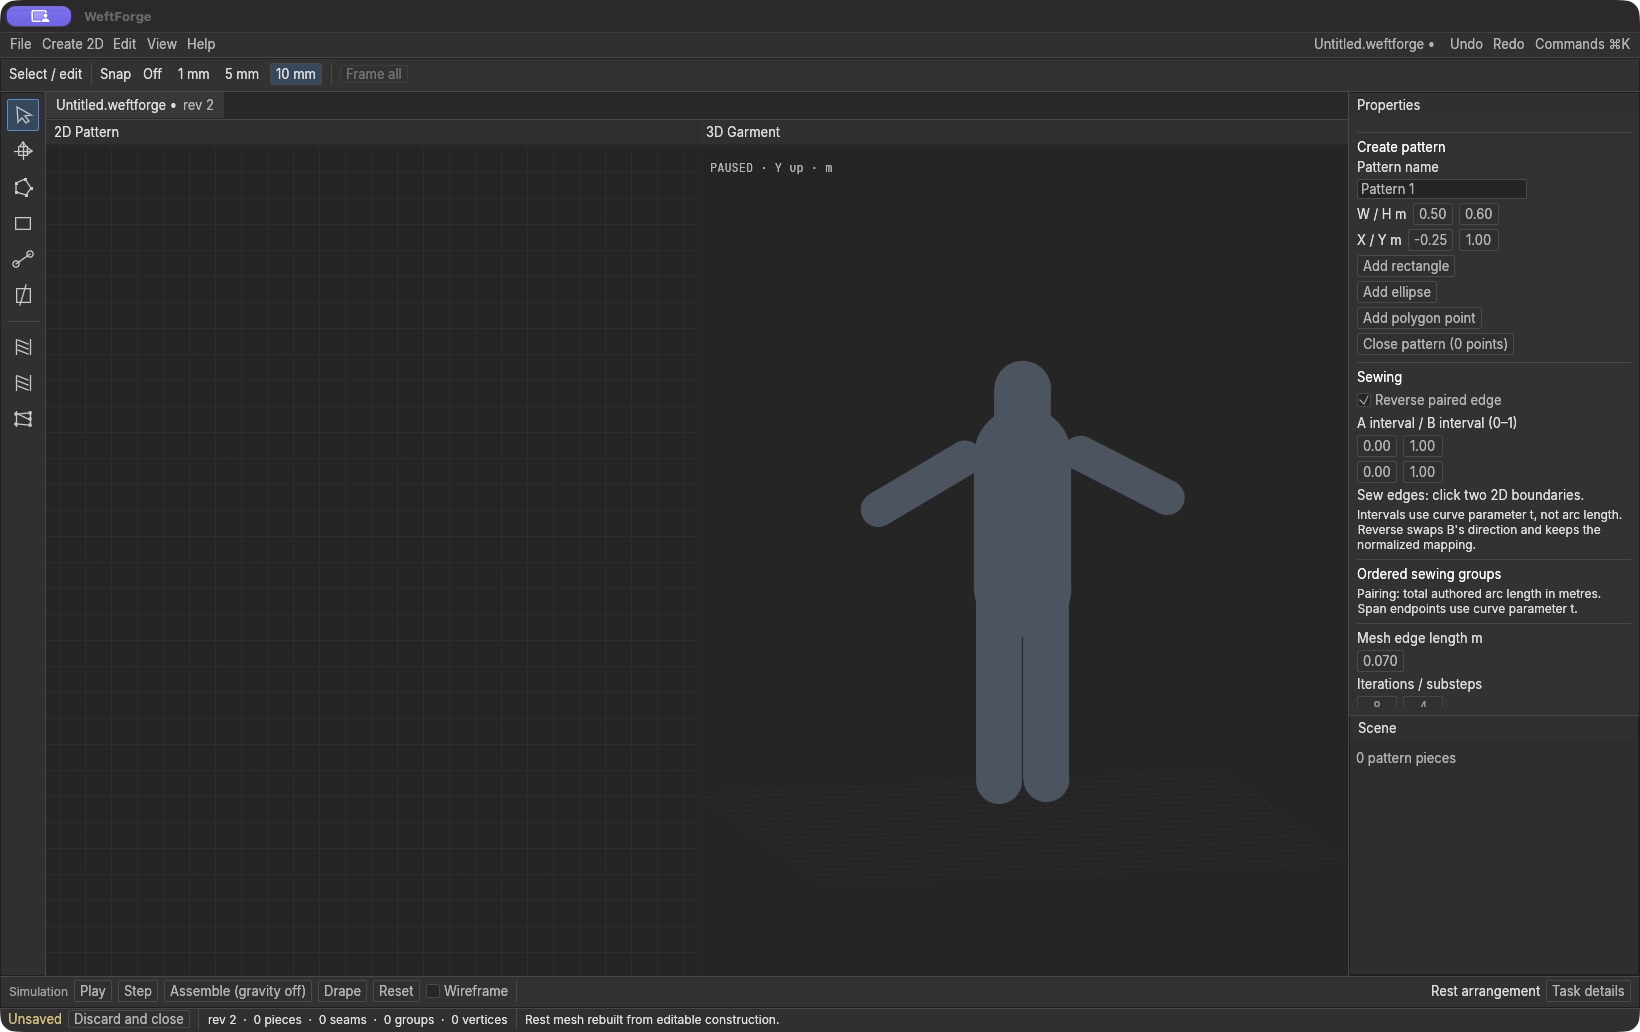 WeftForge
File Create 2D Edit View Help
Untitled.weftforge • Undo Redo Commands ⌘K
Select / edit Snap Off 1 mm 5 mm 10 mm Frame all
Untitled.weftforge • rev 2
2D Pattern
3D Garment
PAUSED · Y up · m
Properties
Create pattern
Pattern name
Pattern 1
W / H m 0.50 0.60
X / Y m -0.25 1.00
Add rectangle
Add ellipse
Add polygon point
Close pattern (0 points)
Sewing
Reverse paired edge
A interval / B interval (0–1)
0.00 1.00
0.00 1.00
Sew edges: click two 2D boundaries.
Intervals use curve parameter t, not arc length.
Reverse swaps B's direction and keeps the
normalized mapping.
Ordered sewing groups
Pairing: total authored arc length in metres.
Span endpoints use curve parameter t.
Mesh edge length m
0.070
Iterations / substeps
Scene
0 pattern pieces
Simulation Play Step Assemble (gravity off) Drape Reset Wireframe
Rest arrangement Task details
Unsaved Discard and close rev 2 · 0 pieces · 0 seams · 0 groups · 0 vertices Rest mesh rebuilt from editable construction.